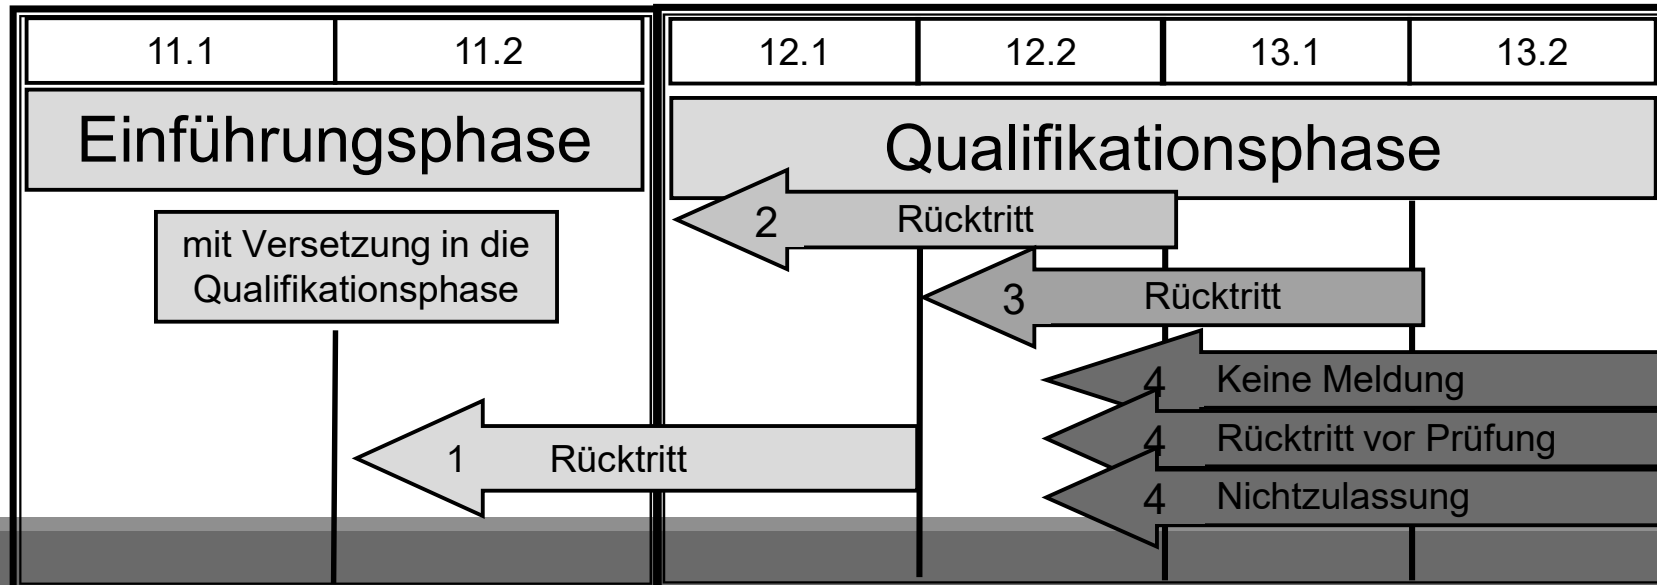 11.1
11.2
12.1
12.2
13.1
13.2
Einführungsphase
Qualifikationsphase
mit Versetzung in die
Qualifikationsphase
2 Rücktritt
3 Rücktritt
4 Keine Meldung
4 Rücktritt vor Prüfung
1 Rücktritt
4 Nichtzulassung